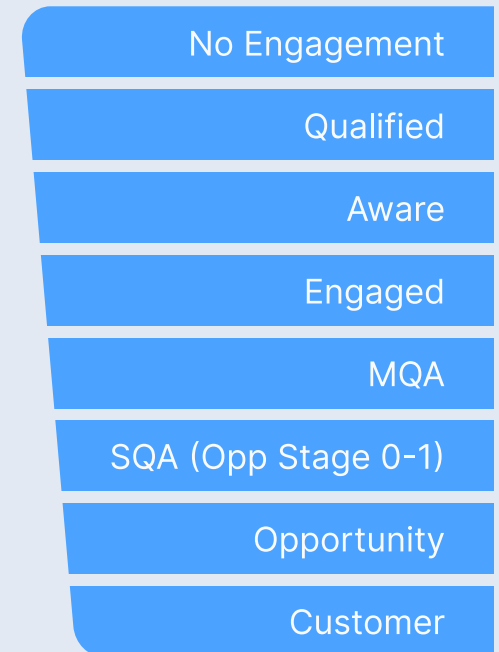 No Engagement
Qualified
Aware
Engaged
MQA
SQA (Opp Stage 0-1)
Opportunity
Customer